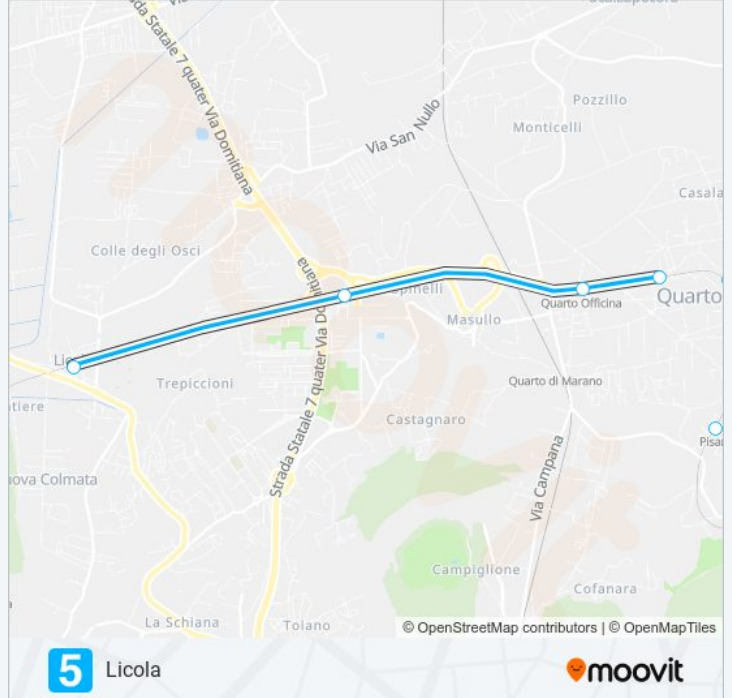 Strada Statale 7 quater Via Domitiana
Pozzillo
Monticelli
Via San Nullo
Casala
Colle degli Osci
Spinelli
Quarto Officina
Quarto
Masullo
Trepiccioni
Quarto di Marano
Strada Statale 7 quater Via Domitiana
Castagnaro
Pisa
Via Campana
Campiglione
Cofanara
La Schiana
Toiano
© OpenStreetMap contributors | © OpenMapTiles
5 Licola
moovit